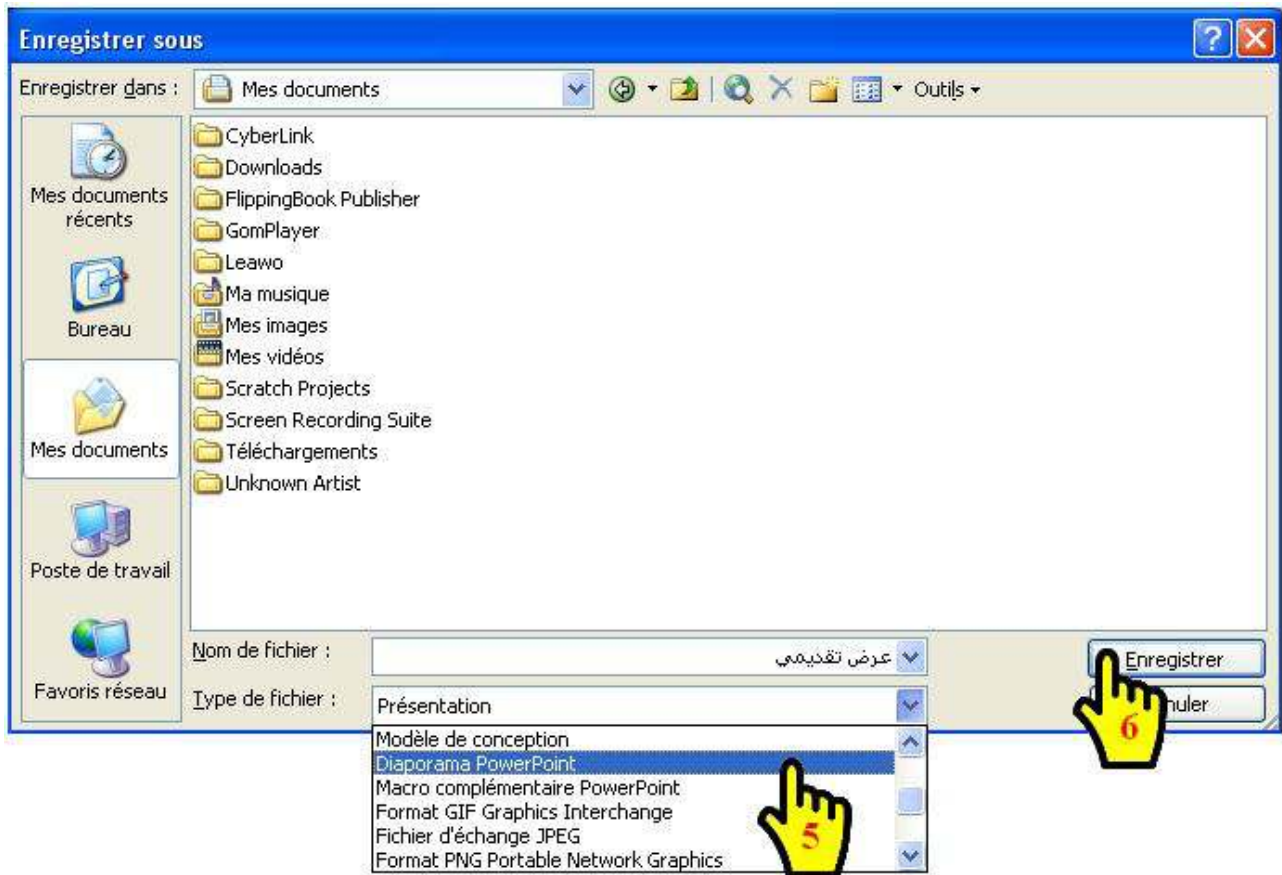 Enregistrer sous
Enregistrer dans :
Mes documents
Outils
Mes documents récents
Bureau
Mes documents
Poste de travail
Favoris réseau
CyberLink
Downloads
FlippingBook Publisher
GomPlayer
Leawo
Ma musique
Mes images
Mes vidéos
Scratch Projects
Screen Recording Suite
Téléchargements
Unknown Artist
Nom de fichier :
عرض تقديمي
Enregistrer
Type de fichier :
Présentation
nuler
6
Modèle de conception
Diaporama PowerPoint
Macro complémentaire PowerPoint
Format GIF Graphics Interchange
Fichier d'échange JPEG
Format PNG Portable Network Graphics
5